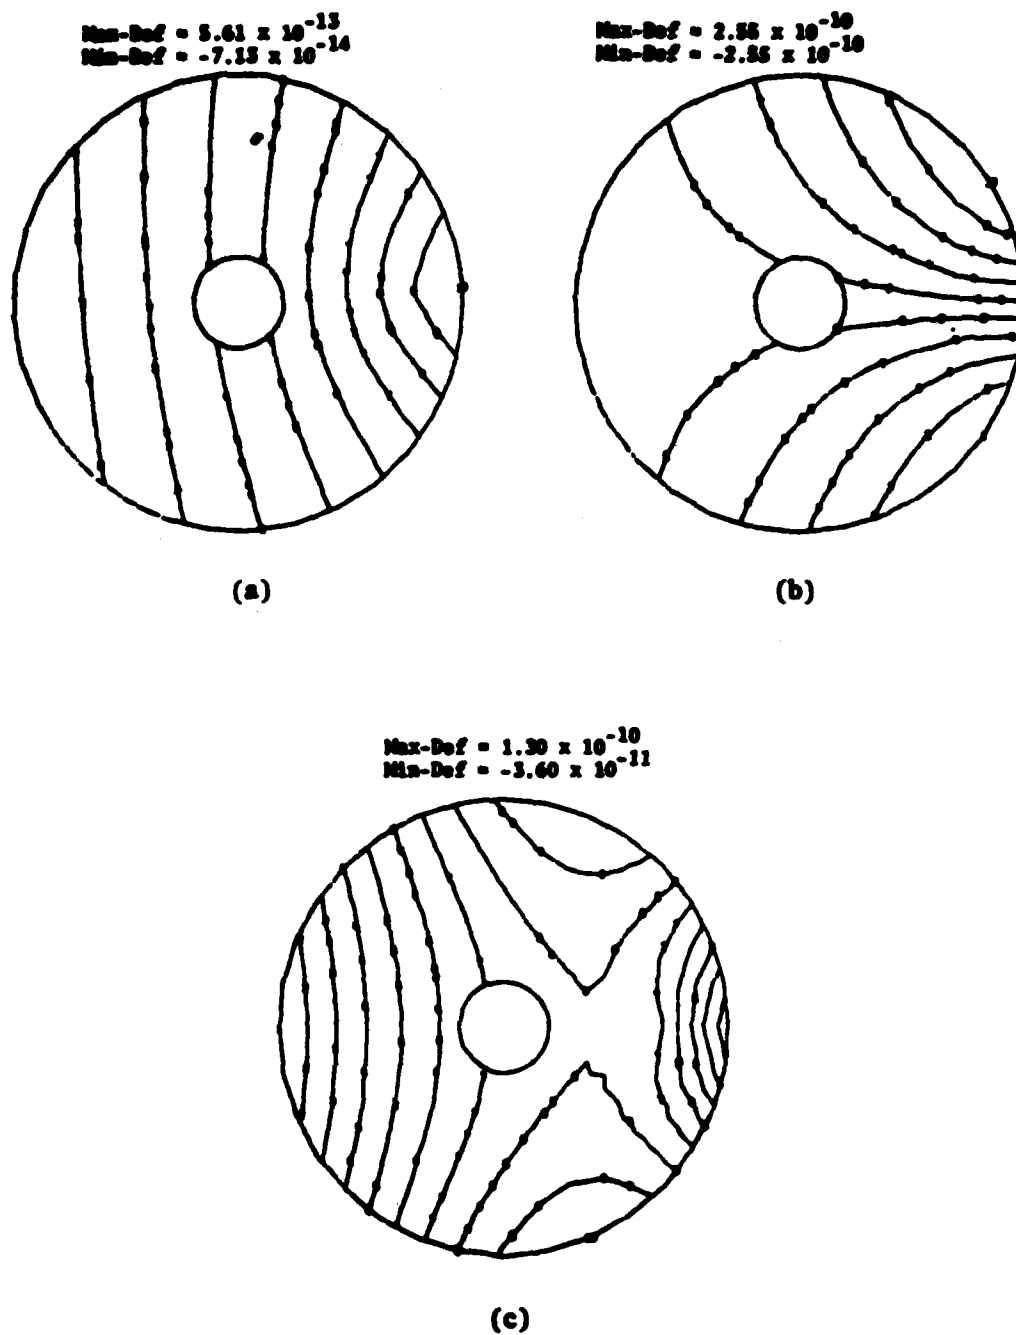 Max-Def = 5.61 x 10^-13
Min-Def = -7.13 x 10^-14
Max-Def = 2.55 x 10^-10
Min-Def = -2.55 x 10^-10
(a)
(b)
Max-Def = 1.30 x 10^-10
Min-Def = -3.60 x 10^-11
(c)